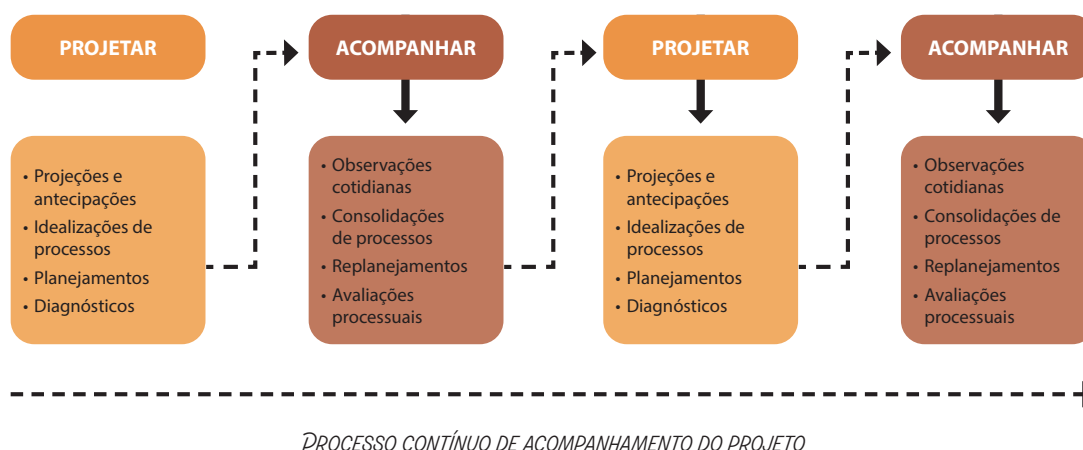 PROJETAR
• Projeções e
antecipações
• Idealizações de
processos
• Planejamentos
• Diagnósticos
ACOMPANHAR
• Observações
cotidianas
• Consolidações
de processos
• Replanejamentos
• Avaliações
processuais
PROJETAR
• Projeções e
antecipações
• Idealizações de
processos
• Planejamentos
• Diagnósticos
ACOMPANHAR
• Observações
cotidianas
• Consolidações de
processos
• Replanejamentos
• Avaliações
processuais
PROCESSO CONTÍNUO DE ACOMPANHAMENTO DO PROJETO